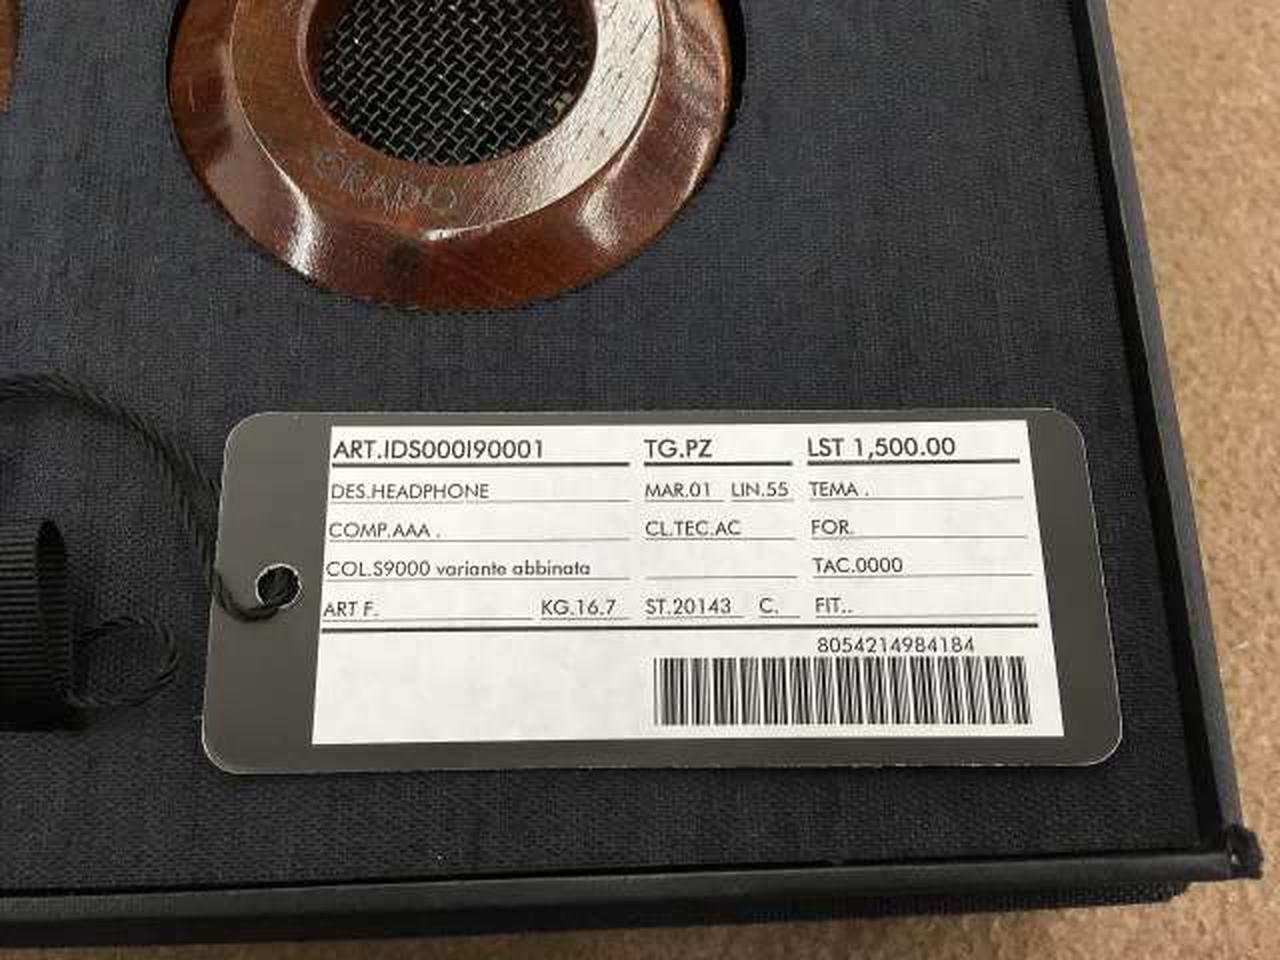 GRADO
ART.IDS000I90001 TG.PZ LST 1,500.00
DES.HEADPHONE MAR.01 LIN.55 TEMA .
COMP.AAA . CL.TEC.AC FOR.
COL.S9000 variante abbinata TAC.0000
ART F. KG.16.7 ST.20143 C. FIT..
8054214984184